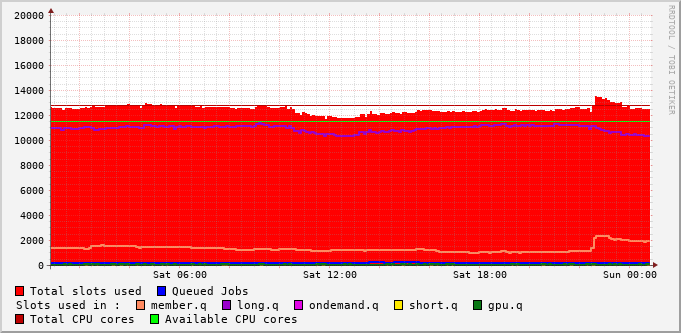 20000
18000
16000
14000
12000
10000
8000
6000
4000
2000
0
Sat 06:00 Sat 12:00 Sat 18:00 Sun 00:00
Total slots used Queued Jobs
Slots used in : member.q long.q ondemand.q short.q gpu.q
Total CPU cores Available CPU cores
RRDTOOL / TOBI OETIKER